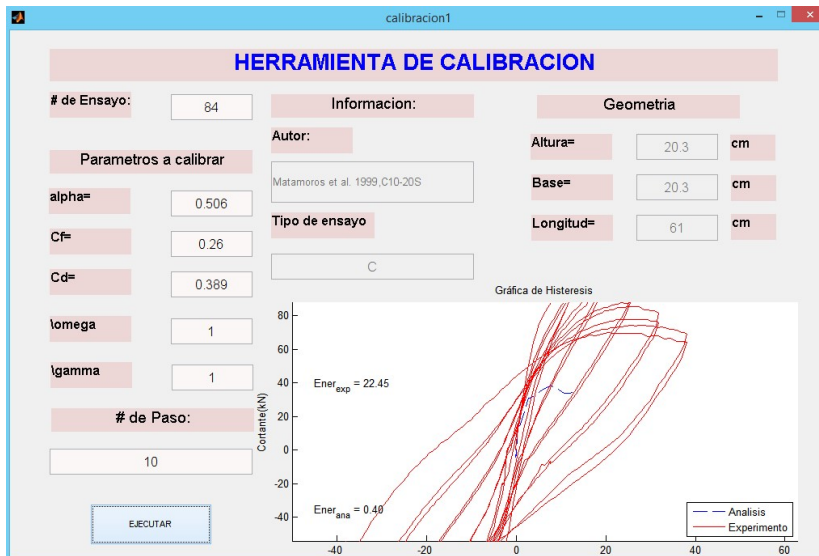 calibracion1
HERRAMIENTA DE CALIBRACION
# de Ensayo:
84
Informacion:
Geometria
Autor:
Matamoros et al. 1999,C10-20S
Tipo de ensayo
C
Altura=
20.3
cm
Base=
20.3
cm
Longitud=
61
cm
Parametros a calibrar
alpha=
0.506
Cf=
0.26
Cd=
0.389
\omega
1
\gamma
1
# de Paso:
10
EJECUTAR
Gráfica de Histeresis
Cortante(kN)
80
60
40
20
0
-20
-40
Ener_exp = 22.45
Ener_ana = 0.40
Analisis
Experimento
-40
-20
0
20
40
60